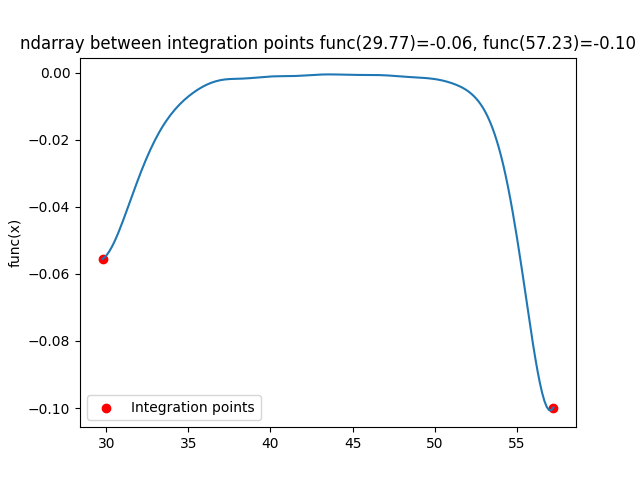 ndarray between integration points func(29.77)=-0.06, func(57.23)=-0.10
0.00
−0.02
−0.04
−0.06
−0.08
−0.10
func(x)
Integration points
30 35 40 45 50 55